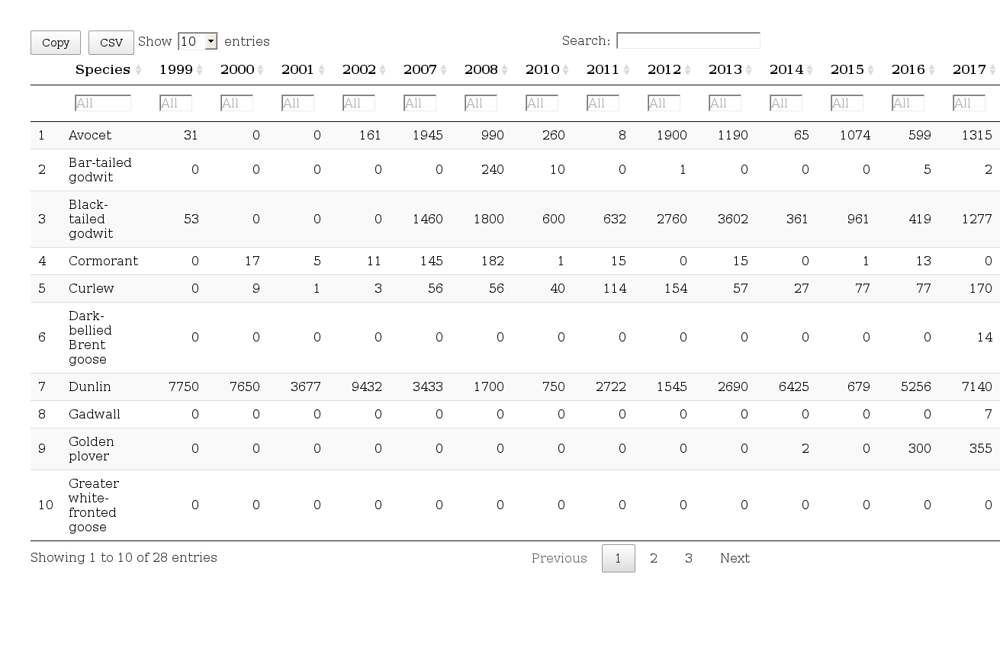 Copy CSV Show 10 entries Search:
Species 1999 2000 2001 2002 2007 2008 2010 2011 2012 2013 2014 2015 2016 2017
All All All All All All All All All All All All All All All
1 Avocet 31 0 0 161 1945 990 260 8 1900 1190 65 1074 599 1315
2 Bar-tailed
godwit 0 0 0 0 0 240 10 0 1 0 0 0 5 2
Black-
3 tailed 53 0 0 0 1460 1800 600 632 2760 3602 361 961 419 1277
godwit
4 Cormorant 0 17 5 11 145 182 1 15 0 15 0 1 13 0
5 Curlew 0 9 1 3 56 56 40 114 154 57 27 77 77 170
Dark-
bellied
6 0 0 0 0 0 0 0 0 0 0 0 0 0 14
Brent
goose
7 Dunlin 7750 7650 3677 9432 3433 1700 750 2722 1545 2690 6425 679 5256 7140
8 Gadwall 0 0 0 0 0 0 0 0 0 0 0 0 0 7
9 Golden
plover 0 0 0 0 0 0 0 0 0 0 2 0 300 355
Greater
white-
10 0 0 0 0 0 0 0 0 0 0 0 0 0 0
fronted
goose
Showing 1 to 10 of 28 entries Previous 1 2 3 Next